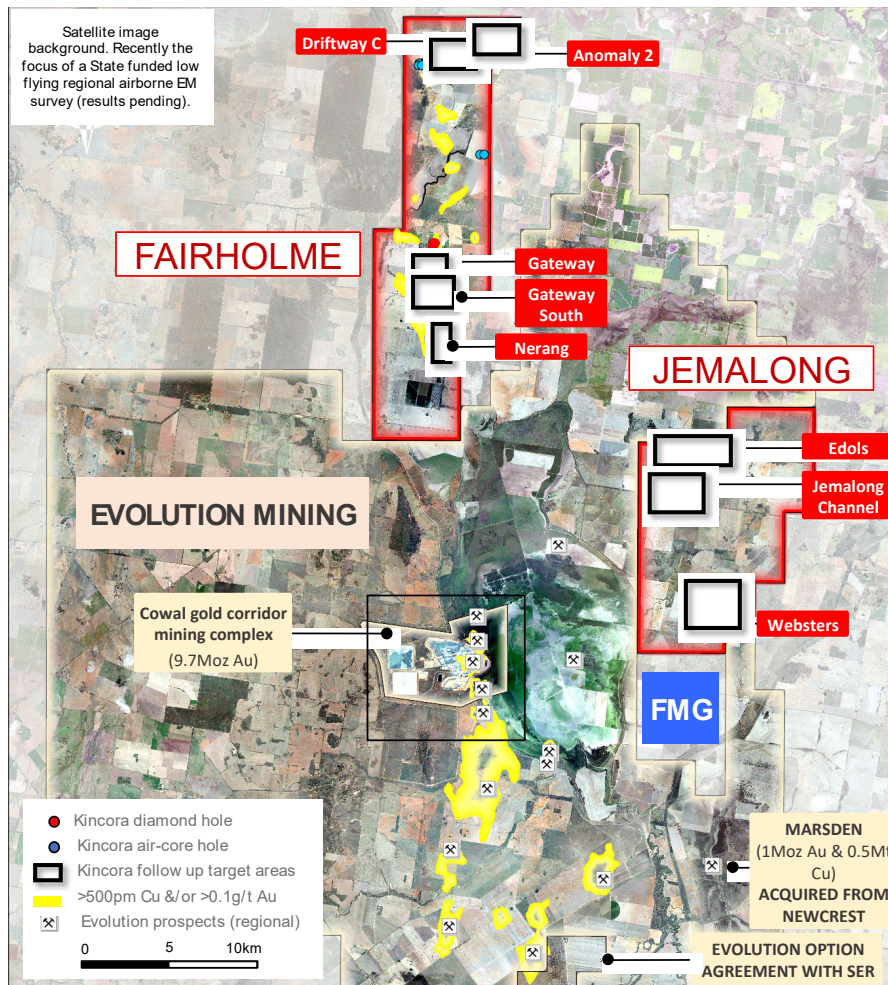 Satellite image
background. Recently the
focus of a State funded low
flying regional airborne EM
survey (results pending).
Driftway C
Anomaly 2
FAIRHOLME
Gateway
Gateway
South
Nerang
JEMALONG
Edols
Jemalong
Channel
EVOLUTION MINING
Cowal gold corridor
mining complex
(9.7Moz Au)
Websters
FMG
MARSDEN
(1Moz Au & 0.5Mt
Cu)
ACQUIRED FROM
NEWCREST
EVOLUTION OPTION
AGREEMENT WITH SER
Kincora diamond hole
Kincora air-core hole
Kincora follow up target areas
>500pm Cu &/or >0.1g/t Au
Evolution prospects (regional)
0 5 10km